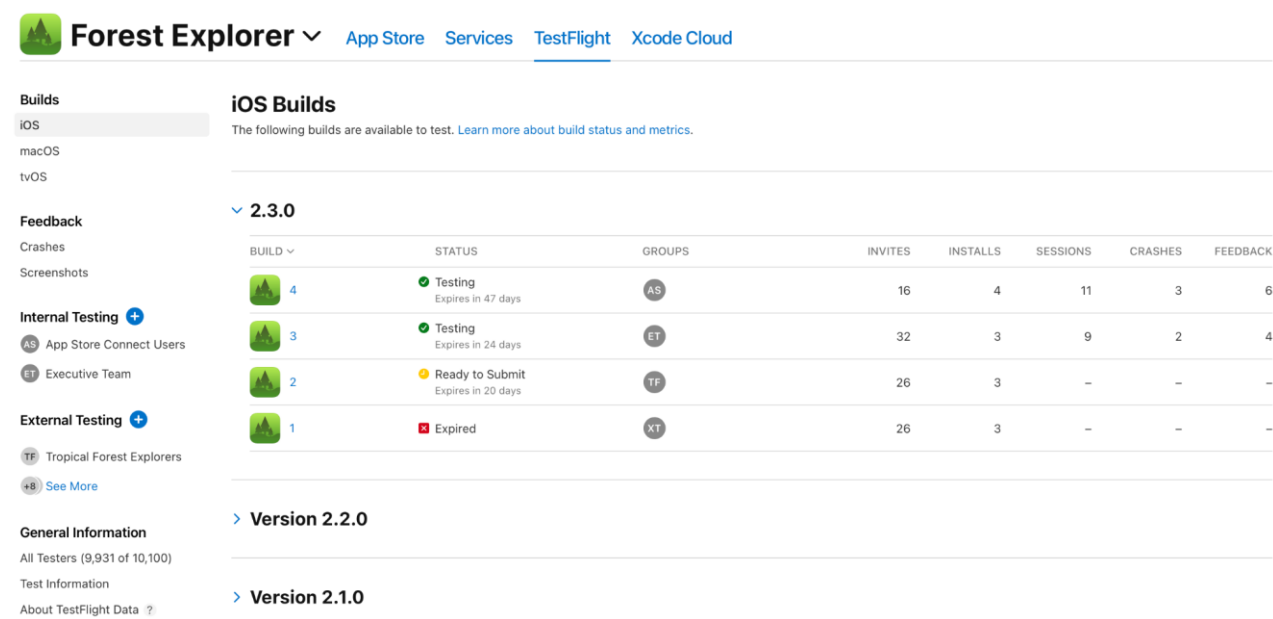 Forest Explorer App Store Services TestFlight Xcode Cloud
Builds
iOS
macOS
tvOS
Feedback
Crashes
Screenshots
Internal Testing
AS App Store Connect Users
ET Executive Team
External Testing
TF Tropical Forest Explorers
+8 See More
General Information
All Testers (9,931 of 10,100)
Test Information
About TestFlight Data ?
iOS Builds
The following builds are available to test. Learn more about build status and metrics.
2.3.0
BUILD STATUS GROUPS INVITES INSTALLS SESSIONS CRASHES FEEDBACK
4 Testing AS 16 4 11 3 6
Expires in 47 days
3 Testing ET 32 3 9 2 4
Expires in 24 days
2 Ready to Submit TF 26 3 – – –
Expires in 20 days
1 Expired XT 26 3 – – –
Version 2.2.0
Version 2.1.0